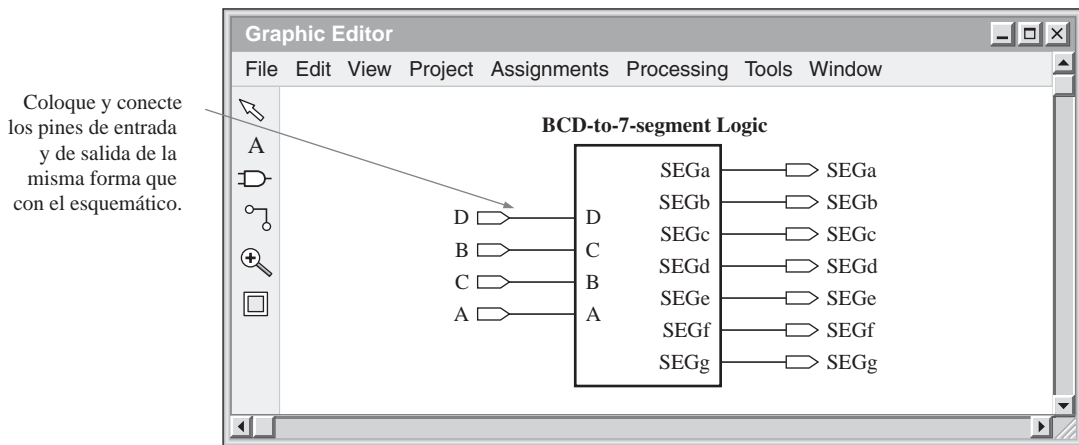 Graphic Editor
File Edit View Project Assignments Processing Tools Window
Coloque y conecte
los pines de entrada
y de salida de la
misma forma que
con el esquemático.
A
BCD-to-7-segment Logic
D
B
C
A
D
C
B
A
SEGa
SEGb
SEGc
SEGd
SEGe
SEGf
SEGg
SEGa
SEGb
SEGc
SEGd
SEGe
SEGf
SEGg